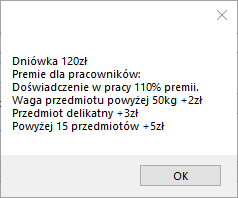 Dniówka 120zł
Premie dla pracowników:
Doświadczenie w pracy 110% premii.
Waga przedmiotu powyżej 50kg +2zł
Przedmiot delikatny +3zł
Powyżej 15 przedmiotów +5zł
OK